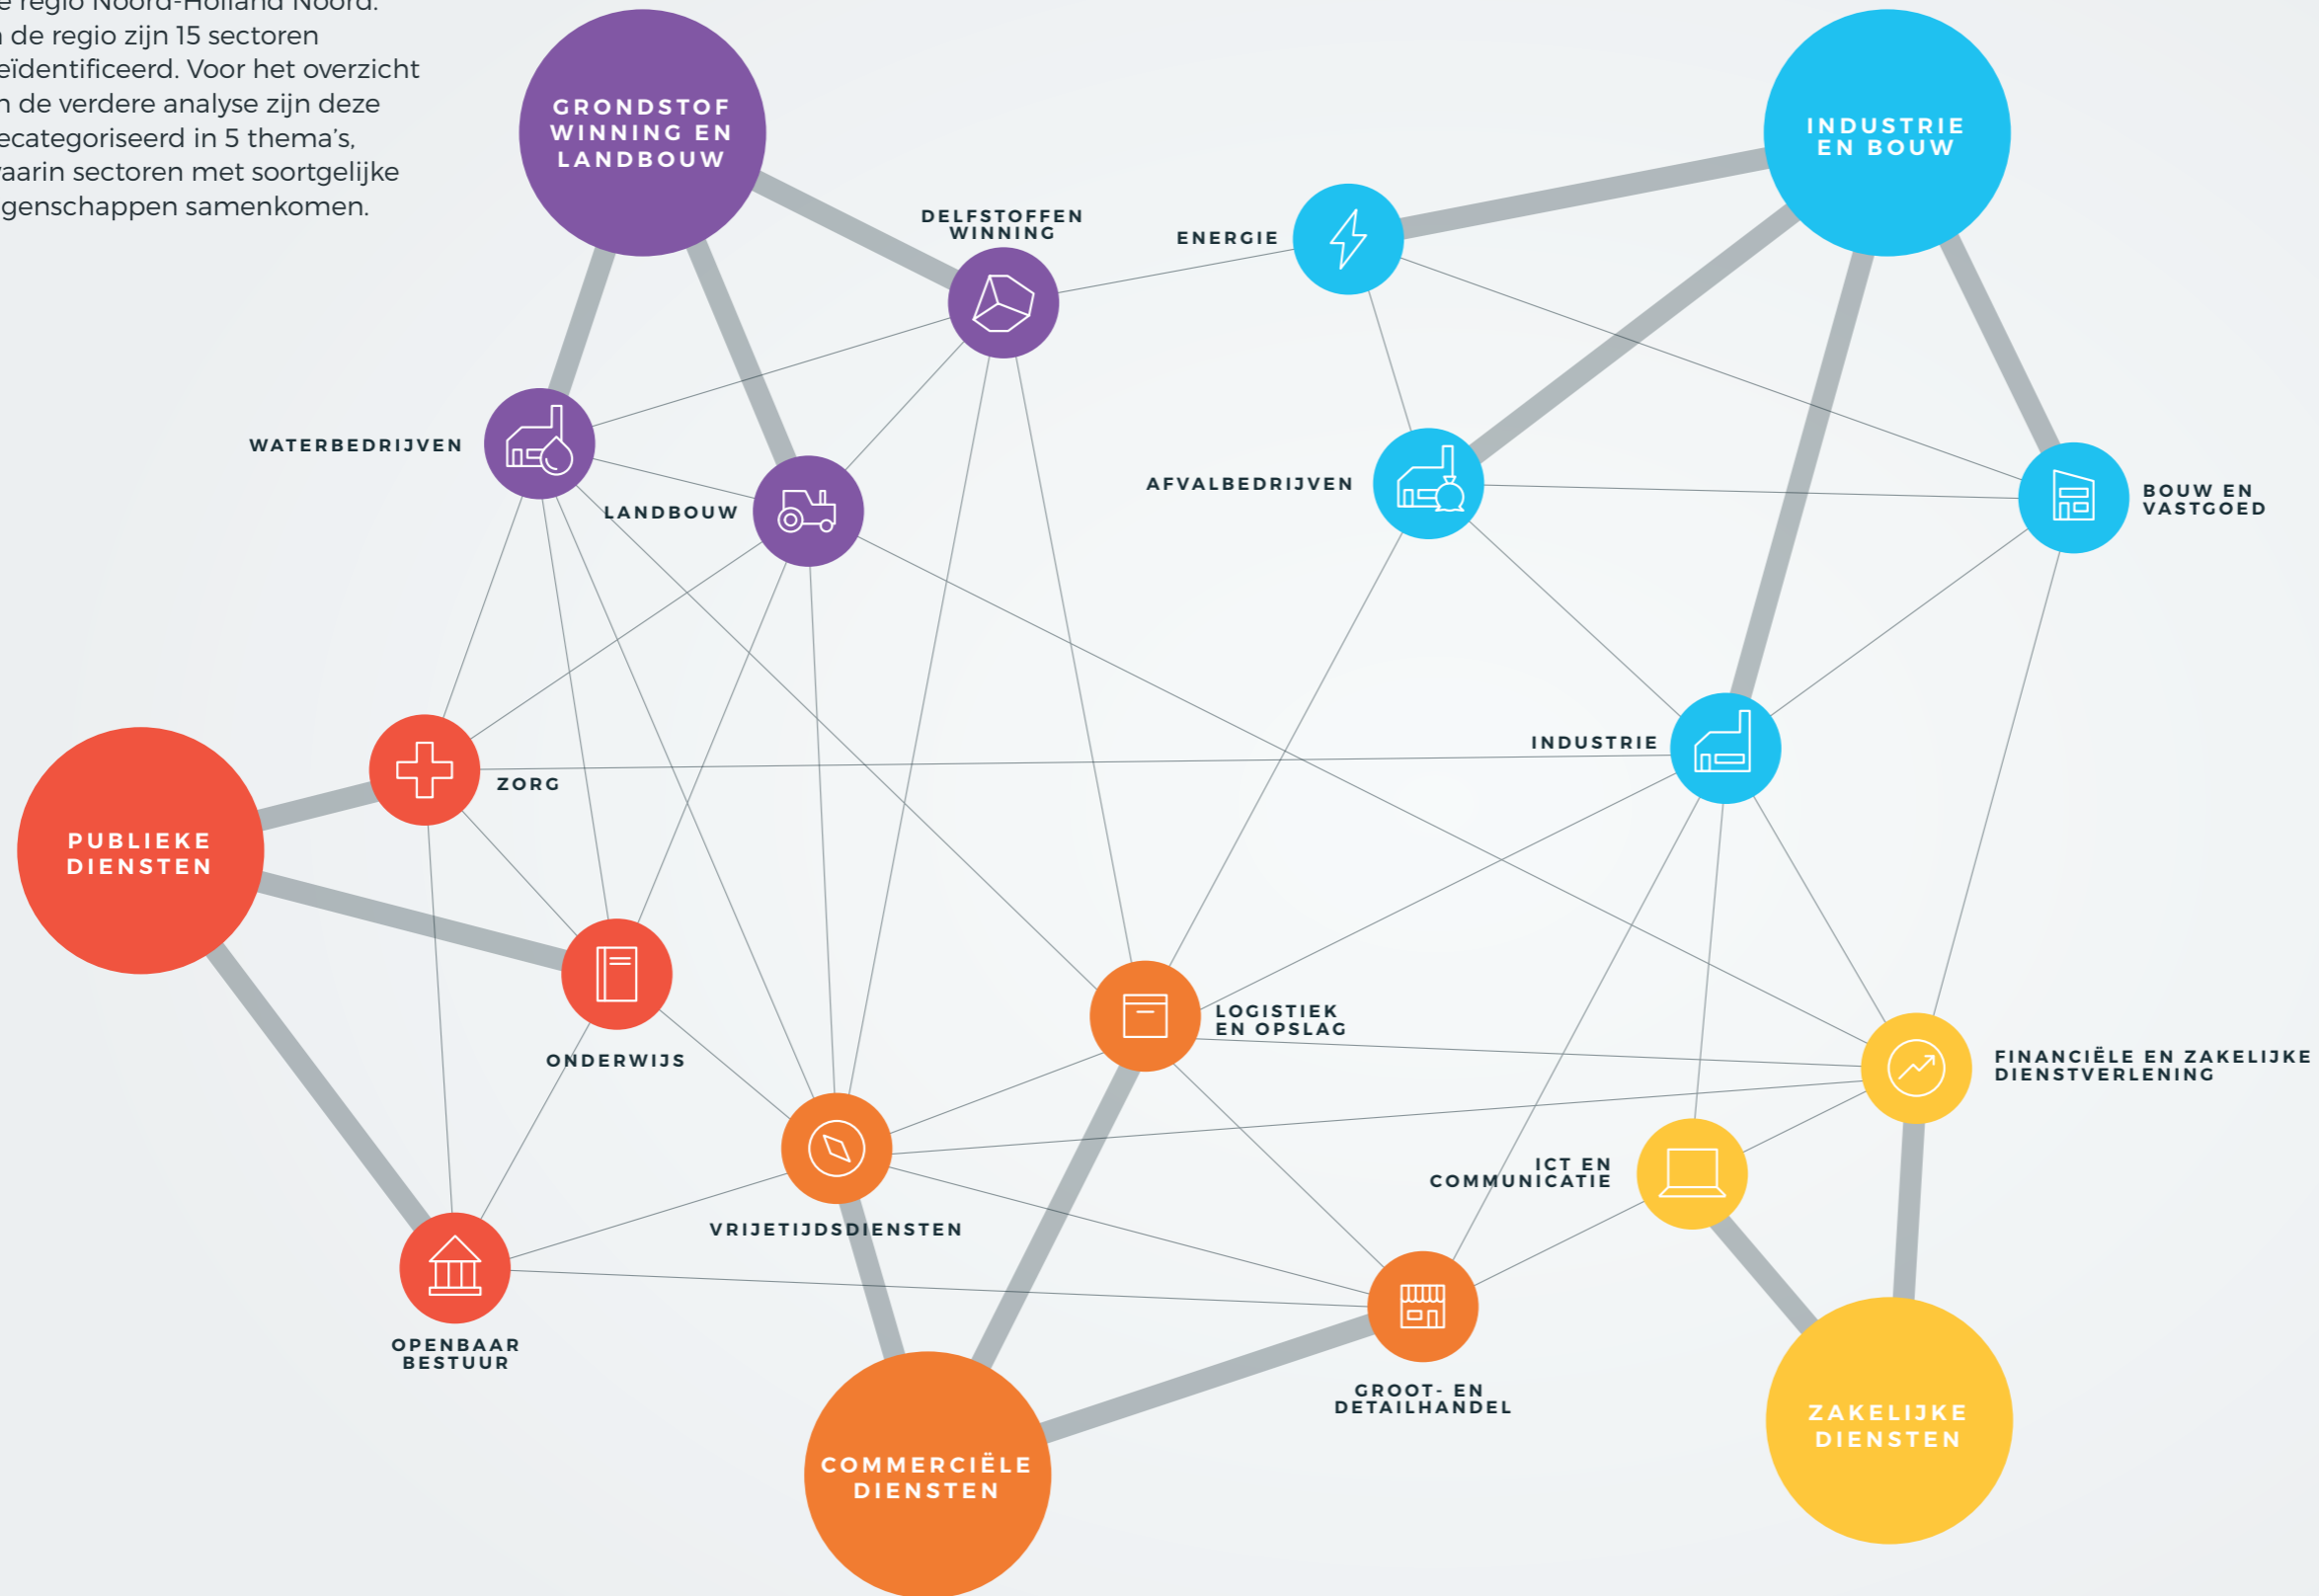 regio Noord-Holland Noord.
de regio zijn 15 sectoren
eïdentificeerd. Voor het overzicht
n de verdere analyse zijn deze
ecategoriseerd in 5 thema's,
aarin sectoren met soortgelijke
genschappen samenkomen.
GRONDSTOF
WINNING EN
LANDBOUW
INDUSTRIE
EN BOUW
DELFSTOFFEN
WINNING
ENERGIE
WATERBEDRIJVEN
LANDBOUW
AFVALBEDRIJVEN
BOUW EN
VASTGOED
INDUSTRIE
ZORG
PUBLIEKE
DIENSTEN
LOGISTIEK
EN OPSLAG
ONDERWIJS
FINANCIËLE EN ZAKELIJKE
DIENSTVERLENING
ICT EN
COMMUNICATIE
VRIJETIJDSDIENSTEN
OPENBAAR
BESTUUR
GROOT- EN
DETAILHANDEL
COMMERCIËLE
DIENSTEN
ZAKELIJKE
DIENSTEN